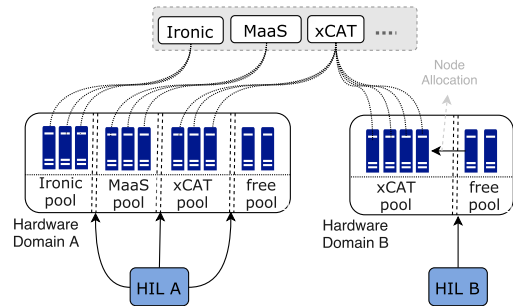 Ironic MaaS xCAT
Node
Allocation
Ironic
pool
MaaS
pool
xCAT
pool
free
pool
xCAT
pool
free
pool
Hardware
Domain A
Hardware
Domain B
HIL A
HIL B